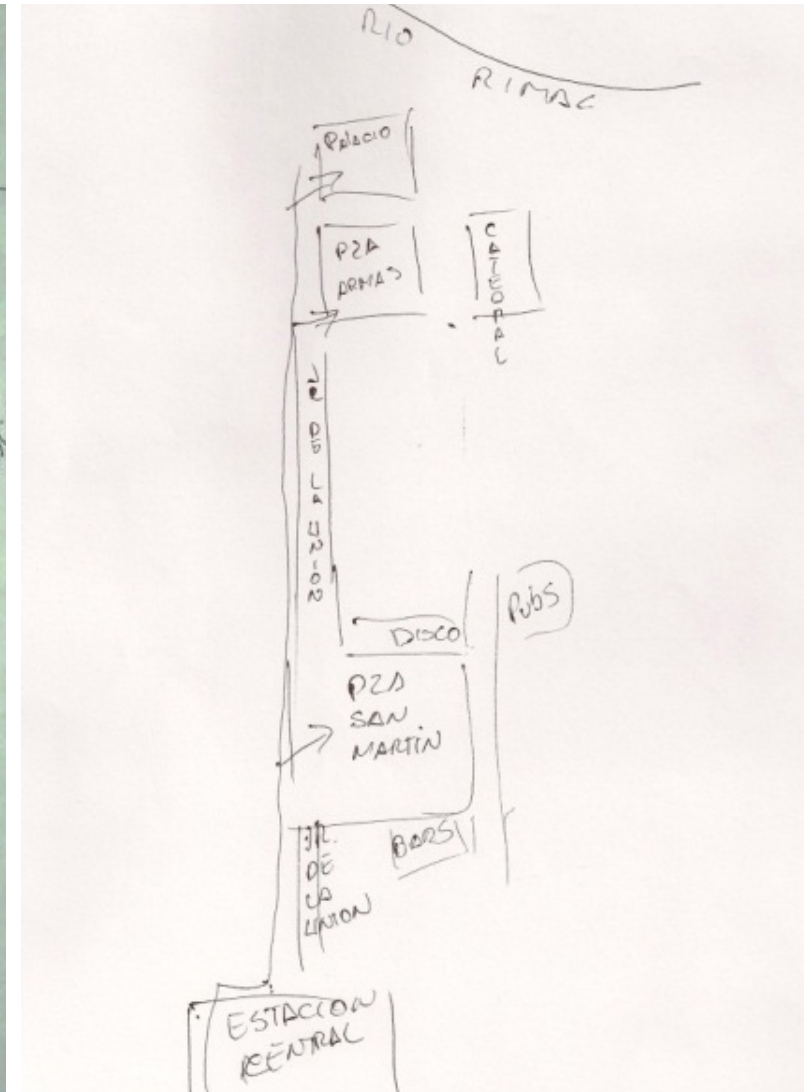 RIO
RIMAC
PALACIO
PZA
ARMAS
CATEDRAL
JR DE LA UNION
DISCO
PUBS
PZA
SAN
MARTIN
BARS
JR.
DE
LA
UNION
ESTACION
CENTRAL